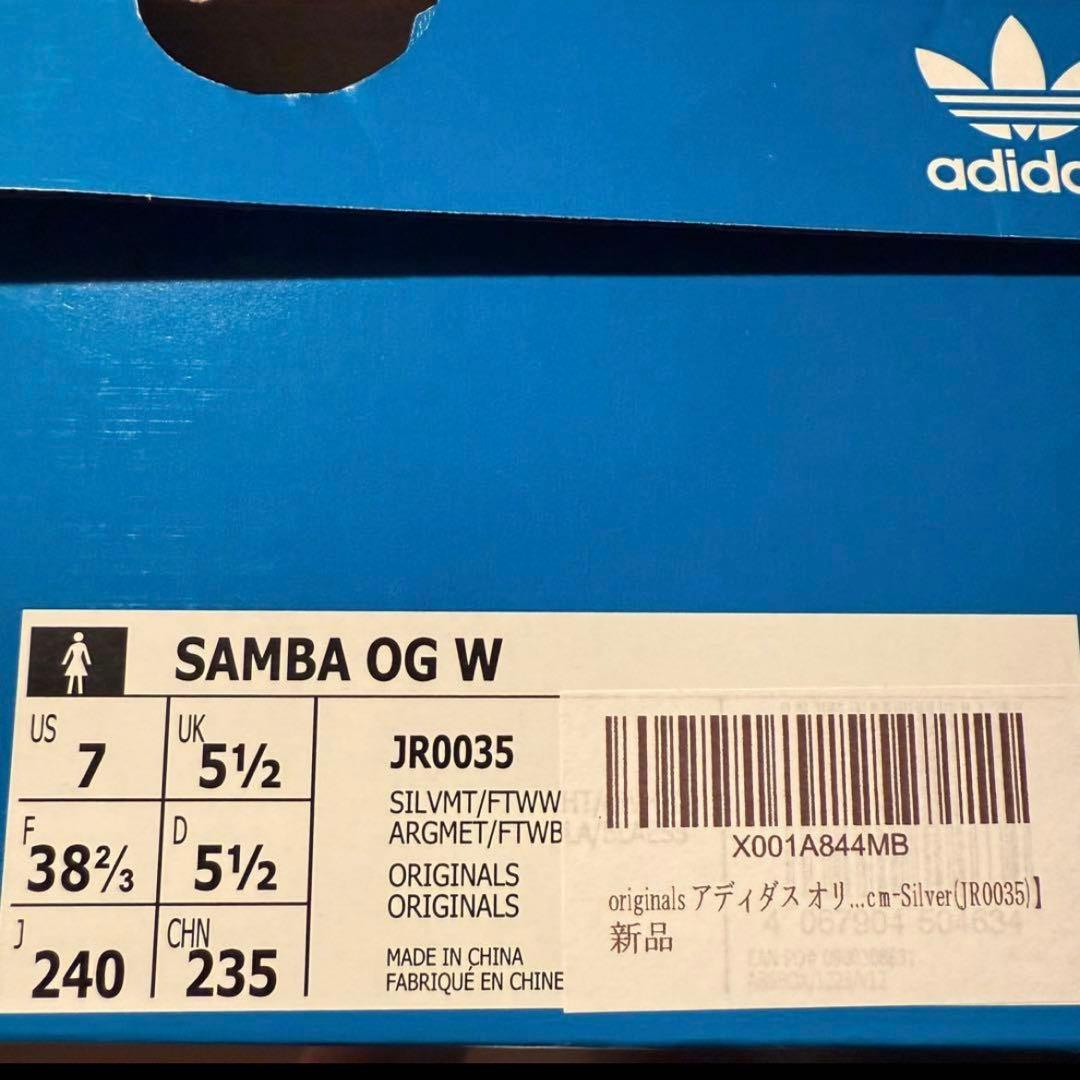 adida
SAMBA OG W
US 7
UK 5½
F 38⅔
D 5½
J 240
CHN 235
JR0035
SILVMT/FTWW
ARGMET/FTWB
ORIGINALS
ORIGINALS
MADE IN CHINA
FABRIQUÉ EN CHINE
X001A844MB
originals アディダス オリ...cm-Silver(JR0035)】
新品